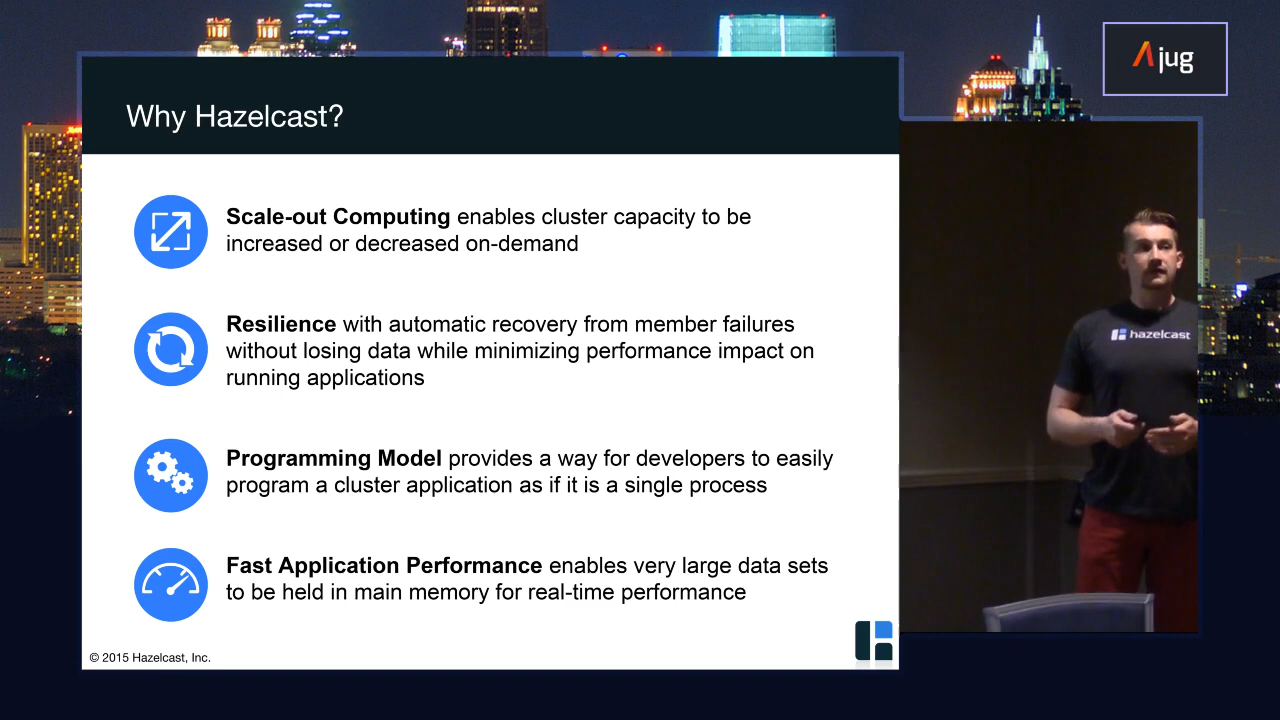 Ajug
Why Hazelcast?
Scale-out Computing enables cluster capacity to be
increased or decreased on-demand
Resilience with automatic recovery from member failures
without losing data while minimizing performance impact on
running applications
Programming Model provides a way for developers to easily
program a cluster application as if it is a single process
Fast Application Performance enables very large data sets
to be held in main memory for real-time performance
© 2015 Hazelcast, Inc.
hazelcast